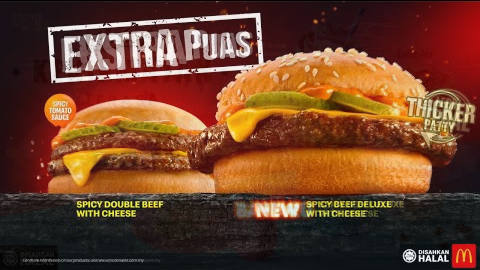 EXTRA PUAS
SPICY
TOMATO
SAUCE
THICKER
PATTY
SPICY DOUBLE BEEF
WITH CHEESE
NEW
SPICY BEEF DELUXE
WITH CHEESE
DISAHKAN
HALAL